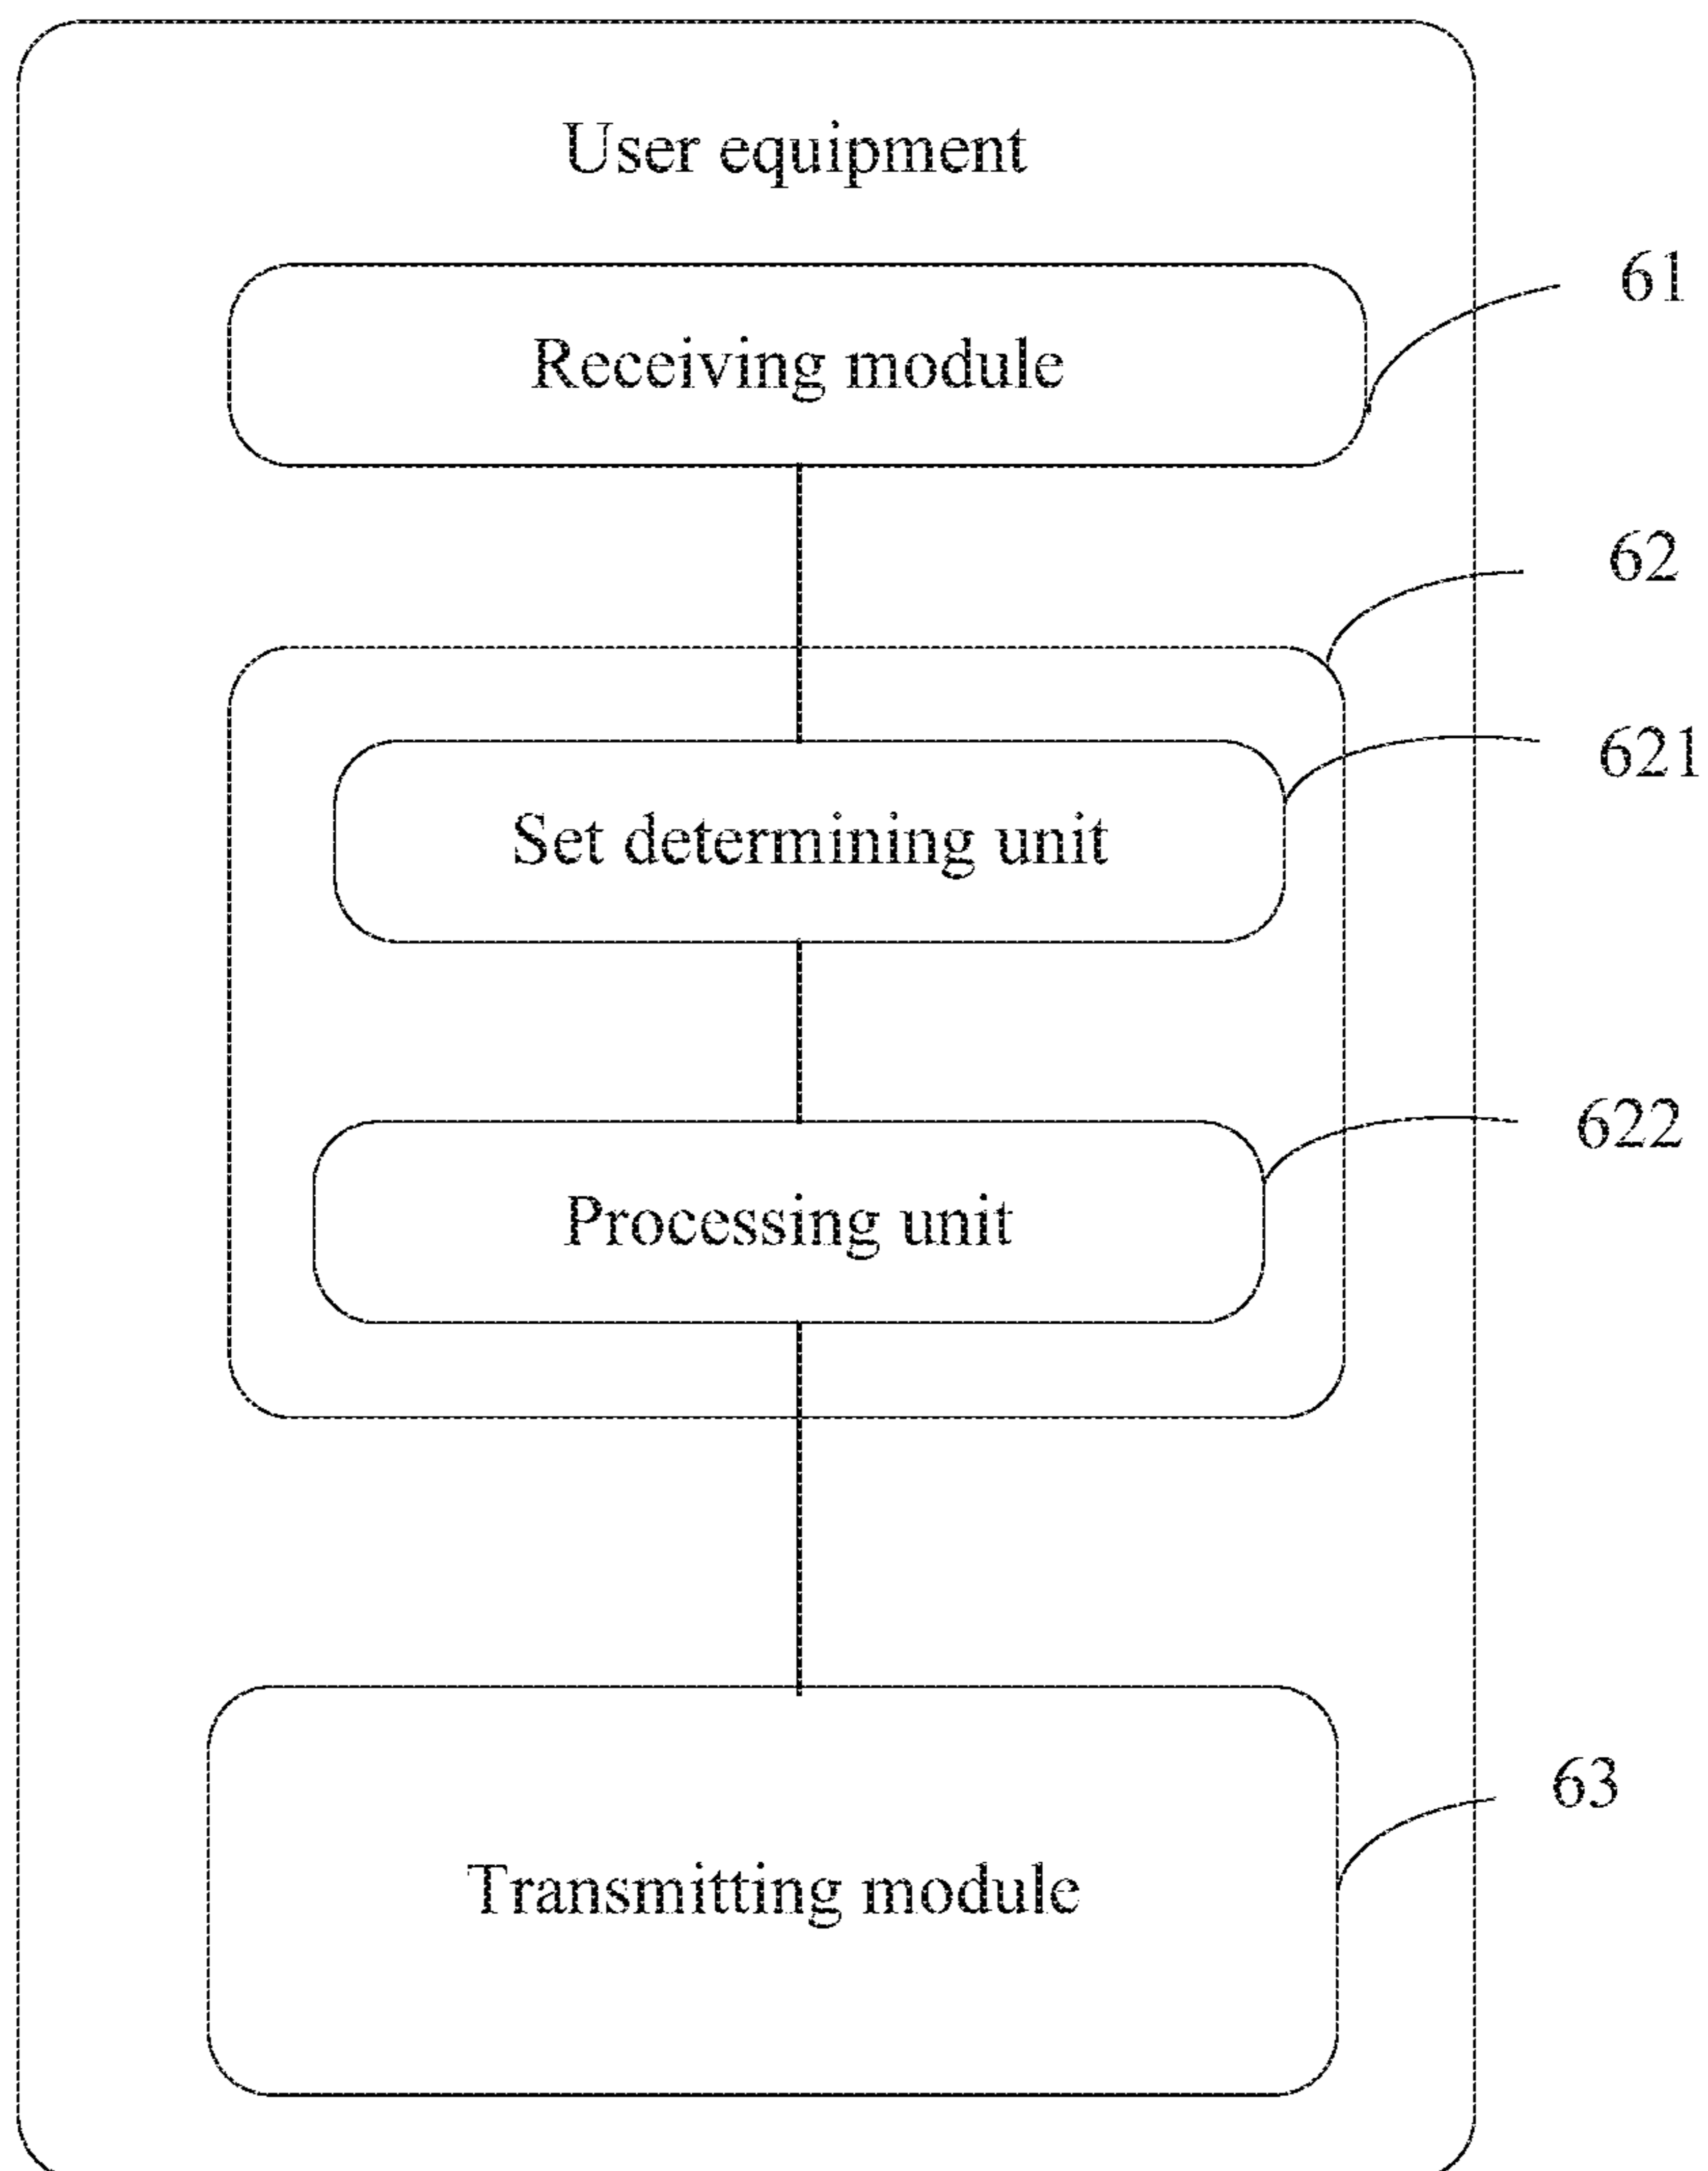 User equipment
61
Receiving module
62
621
Set determining unit
622
Processing unit
63
Transmitting module